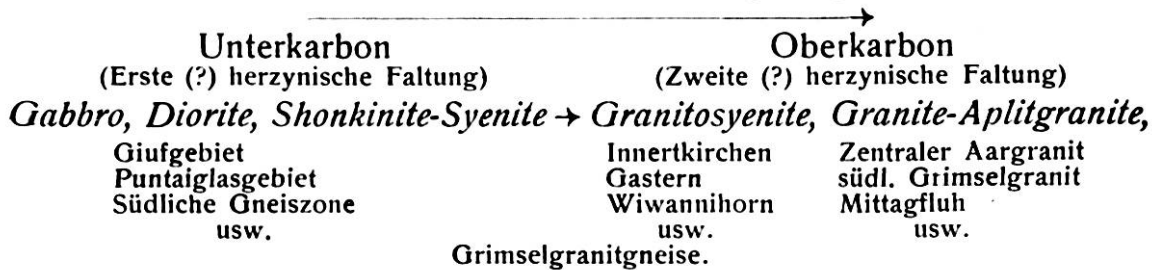 Unterkarbon Oberkarbon
(Erste (?) herzynische Faltung) (Zweite (?) herzynische Faltung)
Gabbro, Diorite, Shonkinite-Syenite → Granitosyenite, Granite-Aplitgranite,
Giufgebiet Innertkirchen Zentraler Aargranit
Puntaiglasgebiet Gastern südl. Grimselgranit
Südliche Gneiszone Wiwannihorn Mittagfluh
usw. usw. usw.
Grimselgranitgneise.